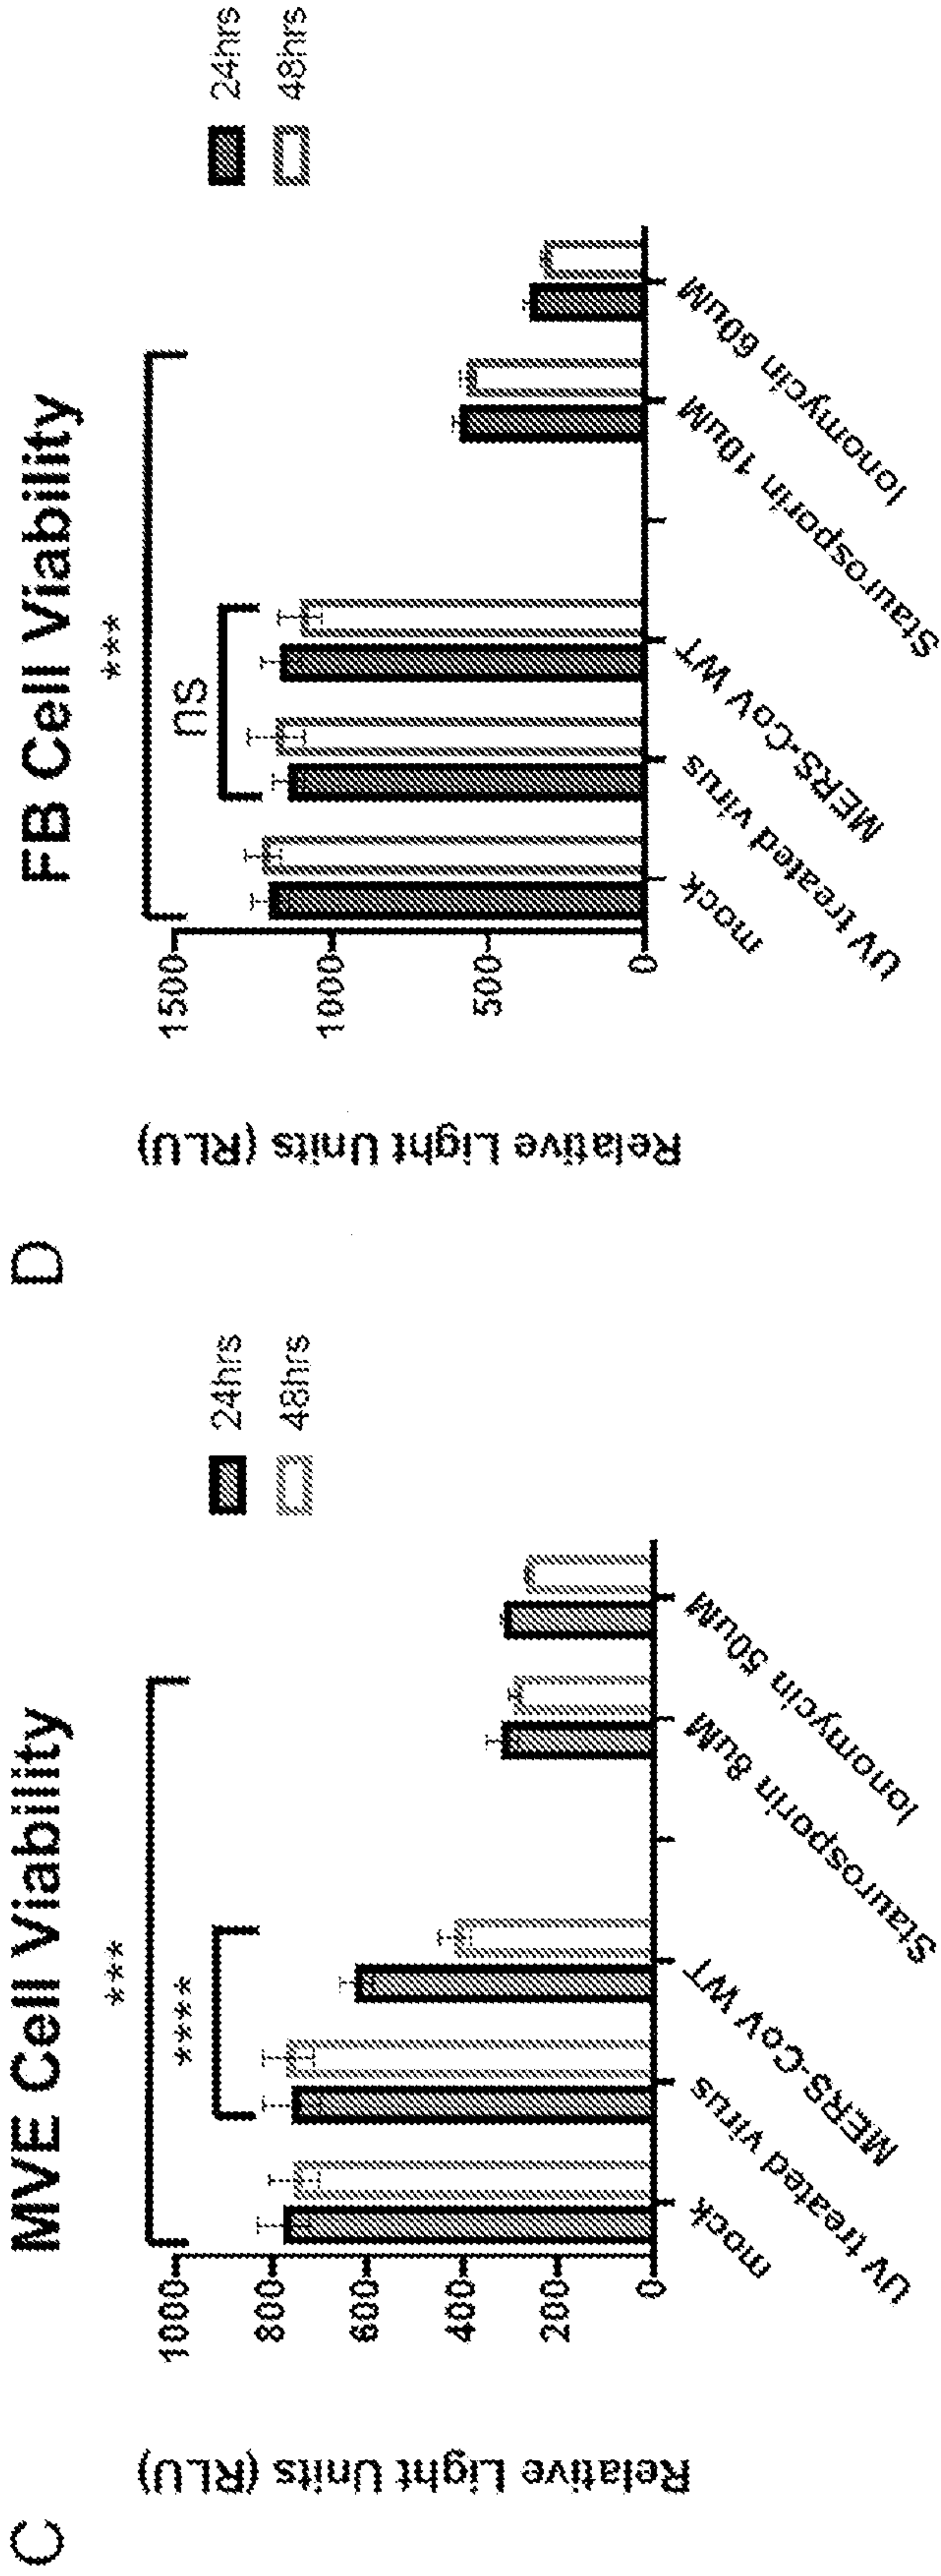 C
MVE Cell Viability
***
****
24hrs
48hrs
Relative Light Units (RLU)
1000
800
600
400
200
0
mock
UV treated virus
MERS-CoV WT
Staurosporin 8uM
Ionomycin 50uM
D
FB Cell Viability
***
ns
24hrs
48hrs
Relative Light Units (RLU)
1500
1000
500
0
mock
UV treated virus
MERS-CoV WT
Staurosporin 10uM
Ionomycin 60uM